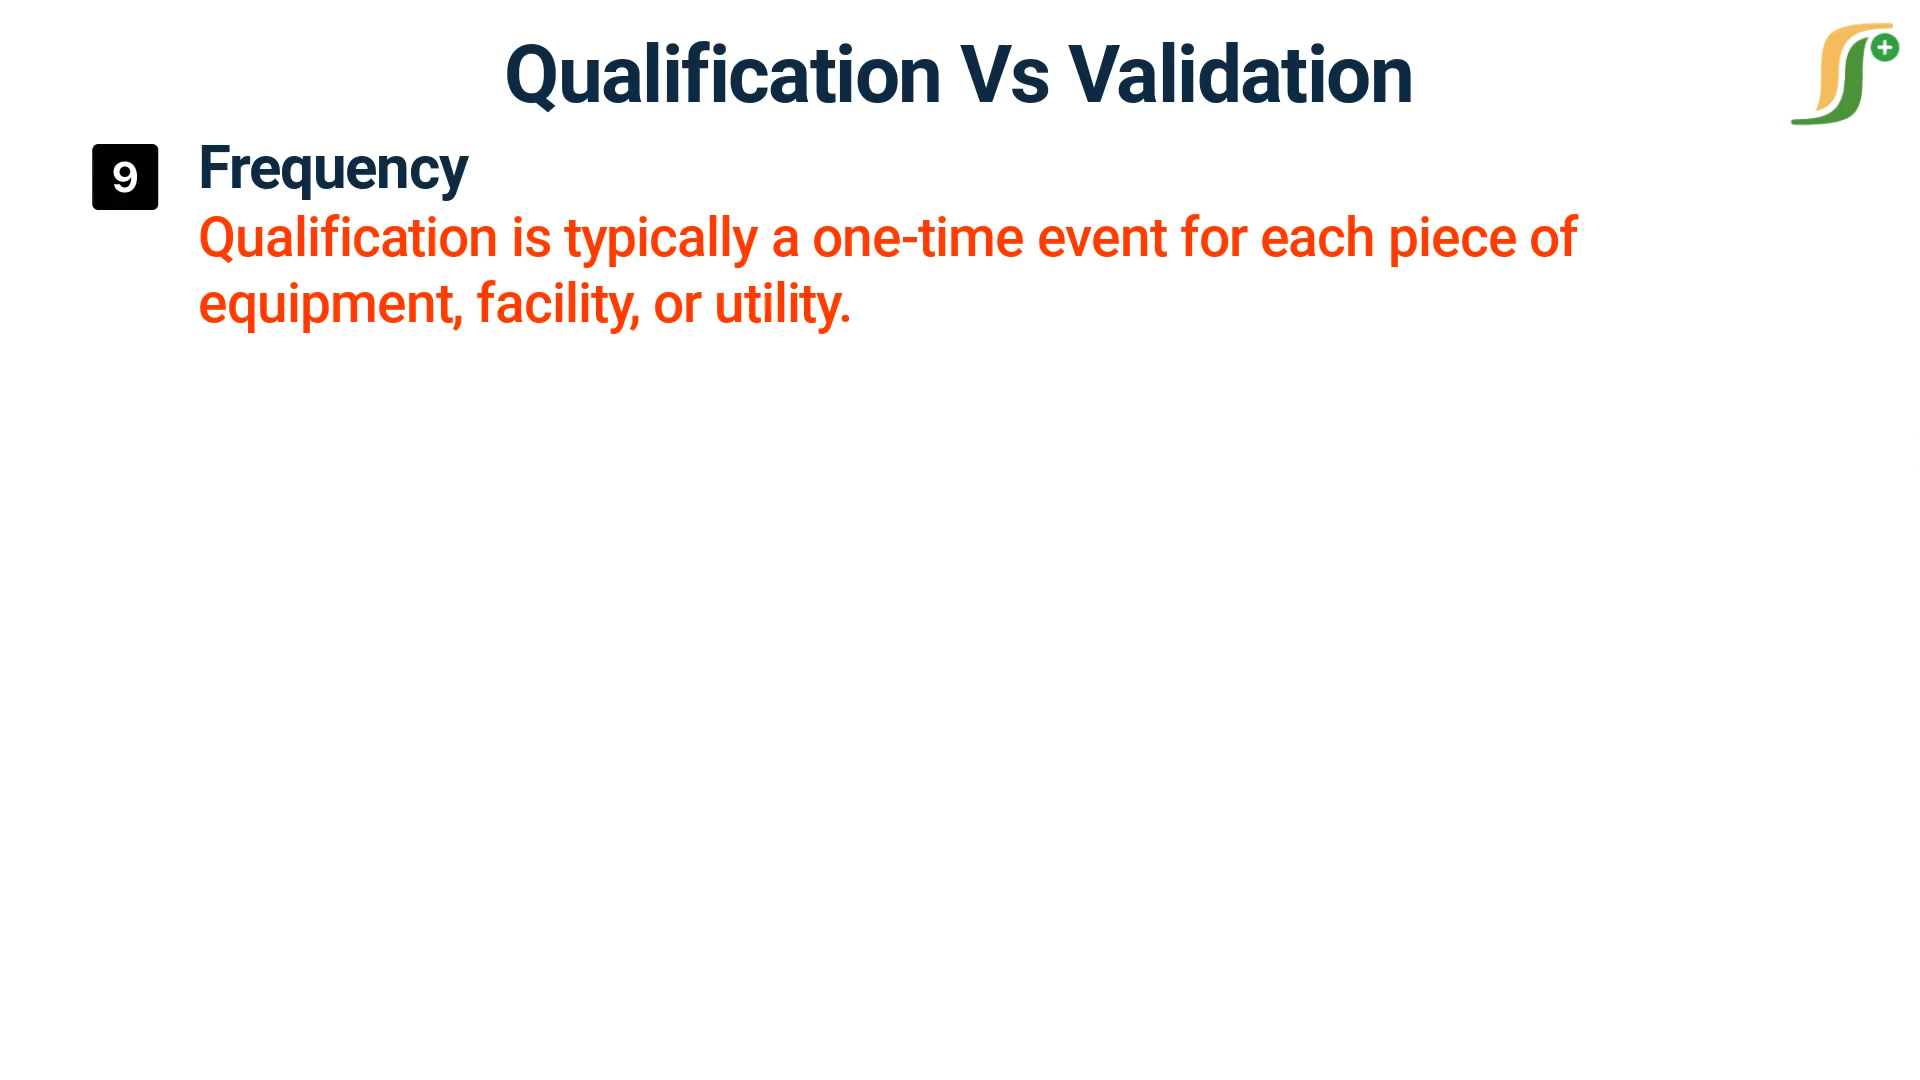 Qualification Vs Validation
9
Frequency
Qualification is typically a one-time event for each piece of
equipment, facility, or utility.